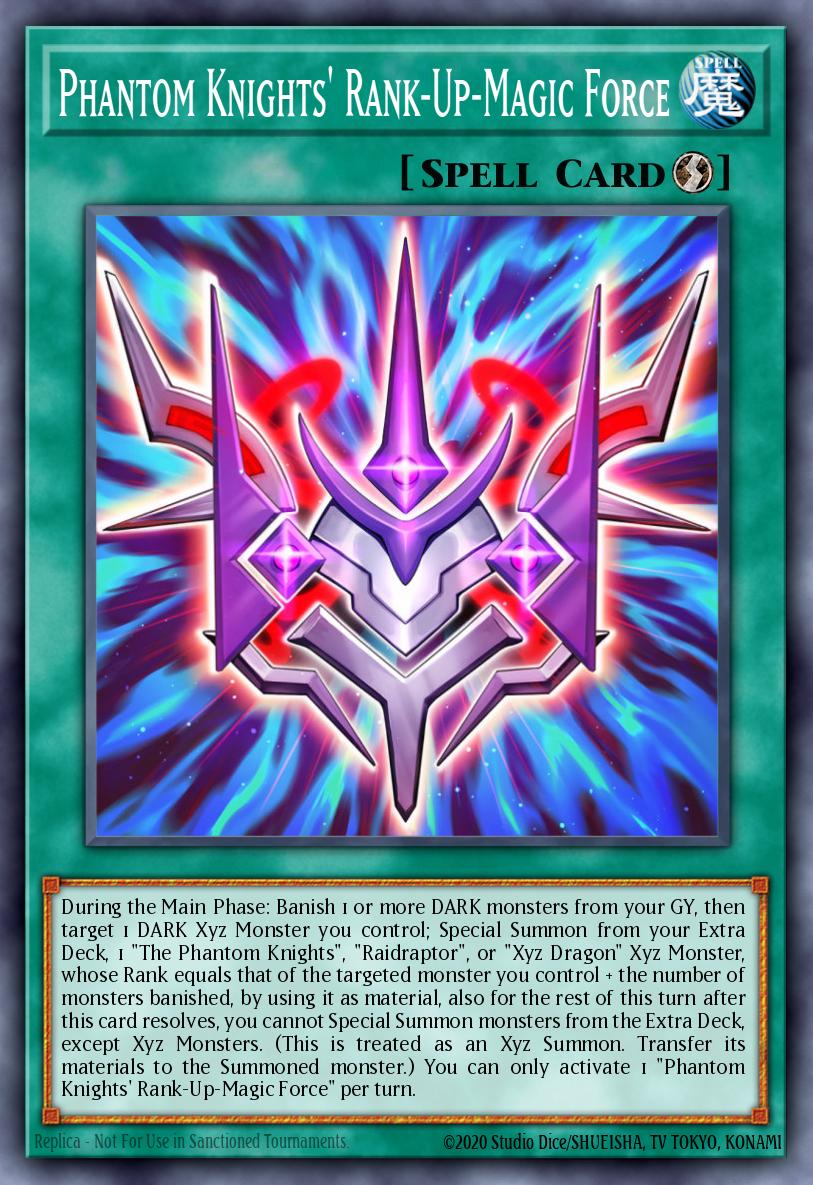 Phantom Knights' Rank-Up-Magic Force
SPELL
魔
[Spell Card]
During the Main Phase: Banish 1 or more DARK monsters from your GY, then
target 1 DARK Xyz Monster you control; Special Summon from your Extra
Deck, 1 "The Phantom Knights", "Raidraptor", or "Xyz Dragon" Xyz Monster,
whose Rank equals that of the targeted monster you control + the number of
monsters banished, by using it as material, also for the rest of this turn after
this card resolves, you cannot Special Summon monsters from the Extra Deck,
except Xyz Monsters. (This is treated as an Xyz Summon. Transfer its
materials to the Summoned monster.) You can only activate 1 "Phantom
Knights' Rank-Up-Magic Force" per turn.
Replica - Not For Use in Sanctioned Tournaments.
©2020 Studio Dice/SHUEISHA, TV TOKYO, KONAMI